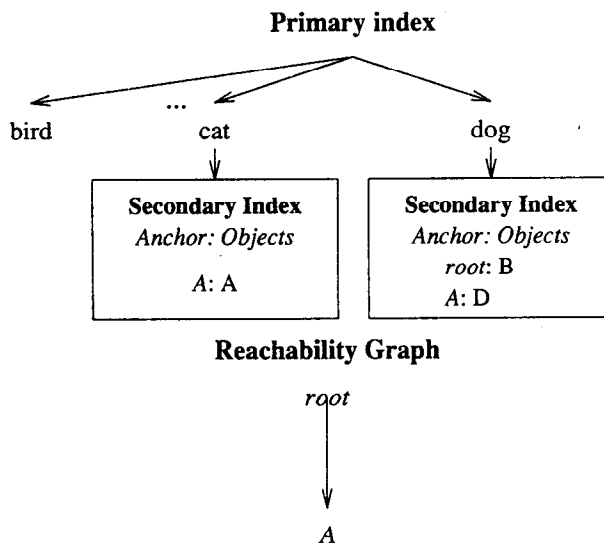 Primary index
...
bird cat dog
Secondary Index Secondary Index
Anchor: Objects Anchor: Objects
root: B
A: A
A: D
Reachability Graph
root
A